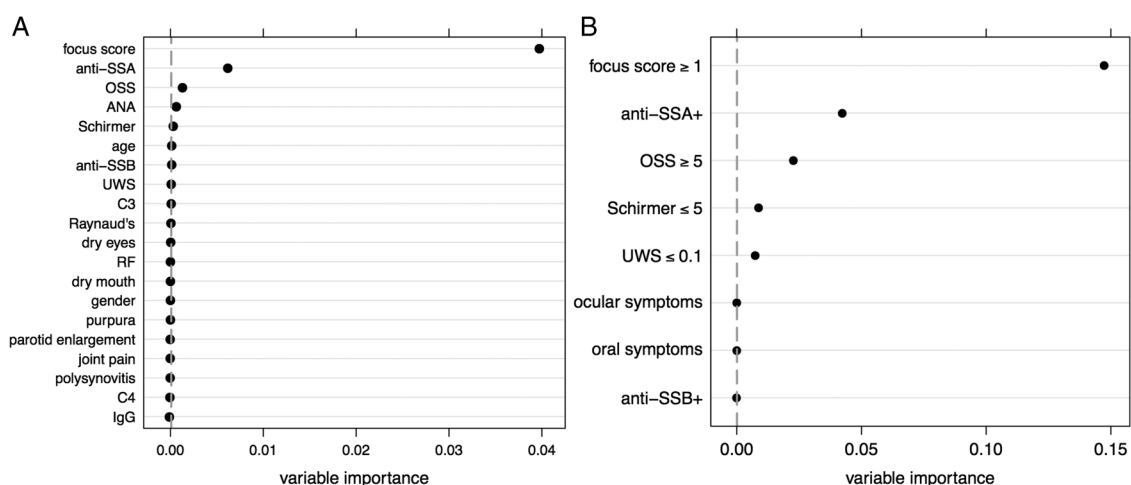 A
focus score
anti−SSA
OSS
ANA
Schirmer
age
anti−SSB
UWS
C3
Raynaud's
dry eyes
RF
dry mouth
gender
purpura
parotid enlargement
joint pain
polysynovitis
C4
IgG
0.00 0.01 0.02 0.03 0.04
variable importance
B
focus score ≥ 1
anti−SSA+
OSS ≥ 5
Schirmer ≤ 5
UWS ≤ 0.1
ocular symptoms
oral symptoms
anti−SSB+
0.00 0.05 0.10 0.15
variable importance